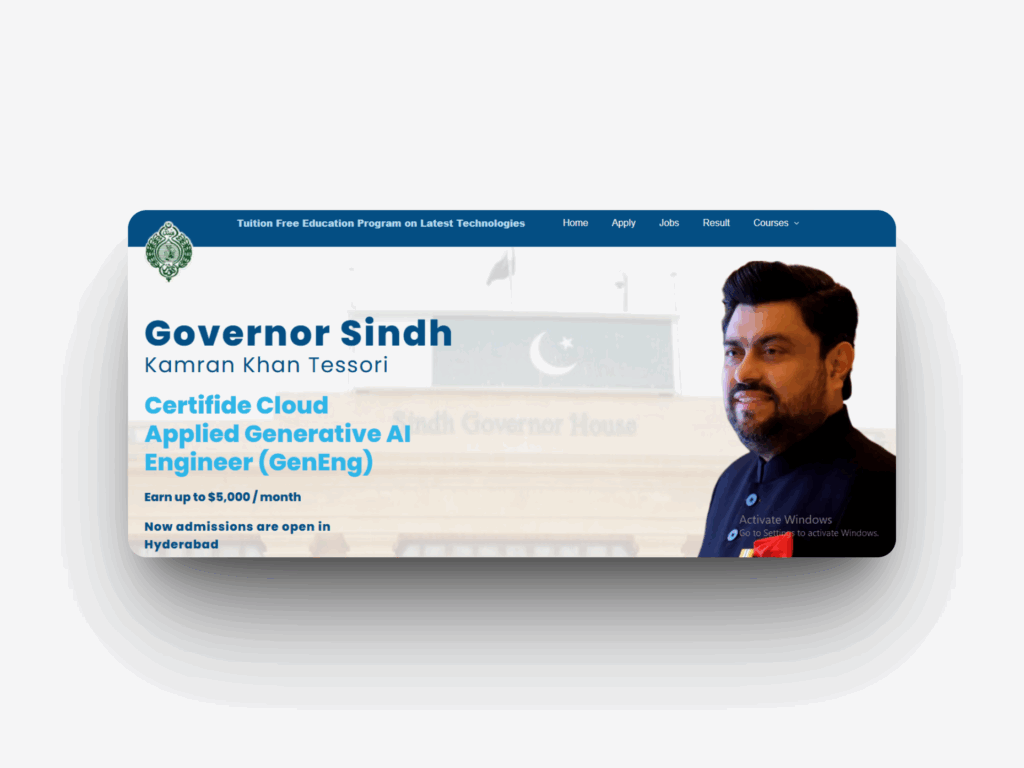 Tuition Free Education Program on Latest Technologies
Home Apply Jobs Result Courses
Governor Sindh
Kamran Khan Tessori
Certifide Cloud
Applied Generative AI
Engineer (GenEng)
Earn up to $5,000 / month
Now admissions are open in
Hyderabad
Sindh Governor House
Activate Windows
Go to Settings to activate Windows.